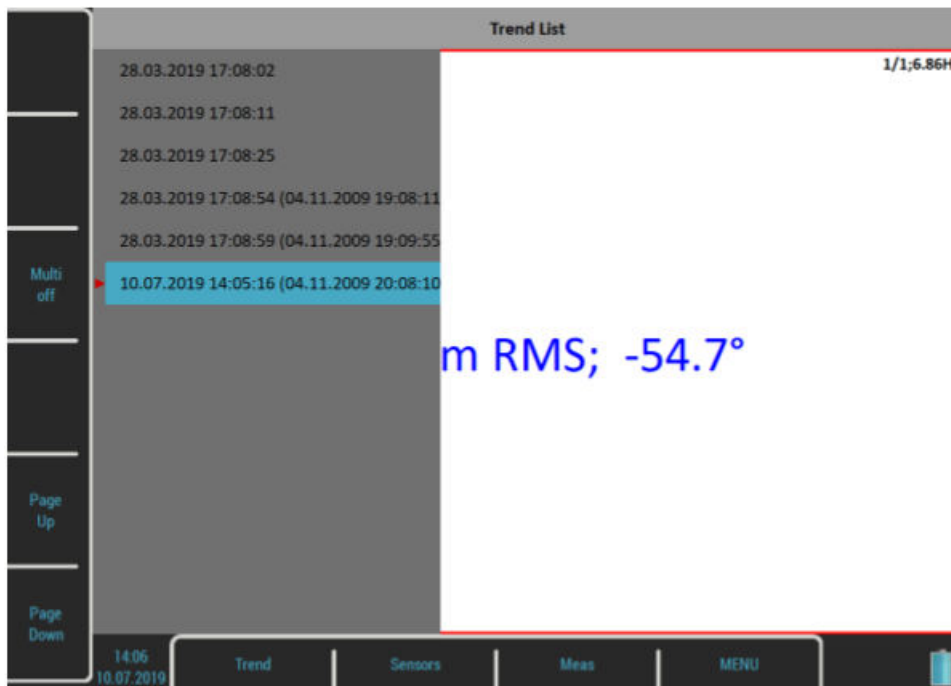 Trend List
28.03.2019 17:08:02
28.03.2019 17:08:11
28.03.2019 17:08:25
28.03.2019 17:08:54 (04.11.2009 19:08:11
28.03.2019 17:08:59 (04.11.2009 19:09:55
10.07.2019 14:05:16 (04.11.2009 20:08:10
1/1;6.86H
m RMS; -54.7°
Multi
off
Page
Up
Page
Down
14:06
10.07.2019
Trend
Sensors
Meas
MENU